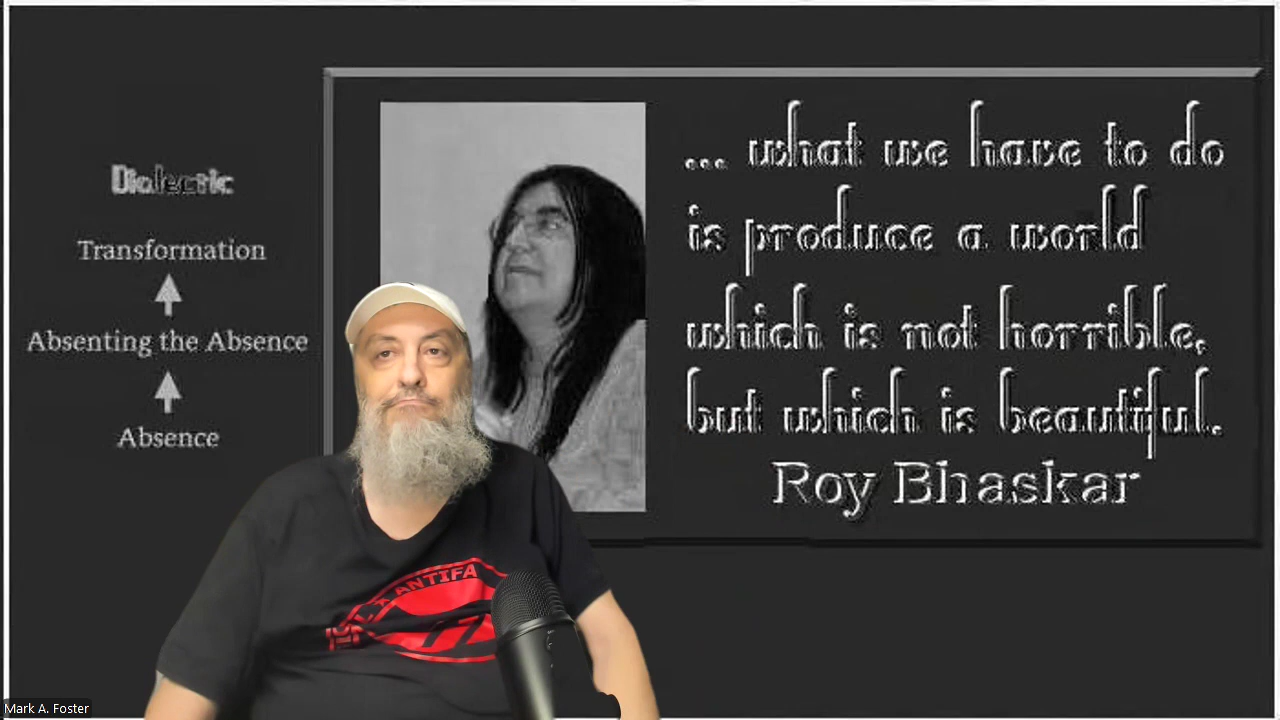 Dialectic
Transformation
Absenting the Absence
Absence
... what we have to do
is produce a world
which is not horrible,
but which is beautiful.
Roy Bhaskar
ANTIFA
Mark A. Foster